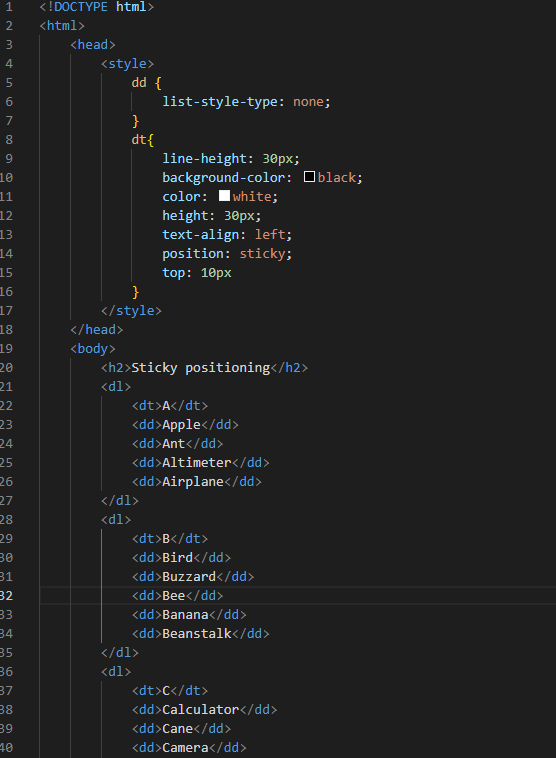 1 <!DOCTYPE html>
2 <html>
3 <head>
4 <style>
5 dd {
6 list-style-type: none;
7 }
8 dt{
9 line-height: 30px;
10 background-color: black;
11 color: white;
12 height: 30px;
13 text-align: left;
14 position: sticky;
15 top: 10px
16 }
17 </style>
18 </head>
19 <body>
20 <h2>Sticky positioning</h2>
21 <dl>
22 <dt>A</dt>
23 <dd>Apple</dd>
24 <dd>Ant</dd>
25 <dd>Altimeter</dd>
26 <dd>Airplane</dd>
27 </dl>
28 <dl>
29 <dt>B</dt>
30 <dd>Bird</dd>
31 <dd>Buzzard</dd>
32 <dd>Bee</dd>
33 <dd>Banana</dd>
34 <dd>Beanstalk</dd>
35 </dl>
36 <dl>
37 <dt>C</dt>
38 <dd>Calculator</dd>
39 <dd>Cane</dd>
40 <dd>Camera</dd>